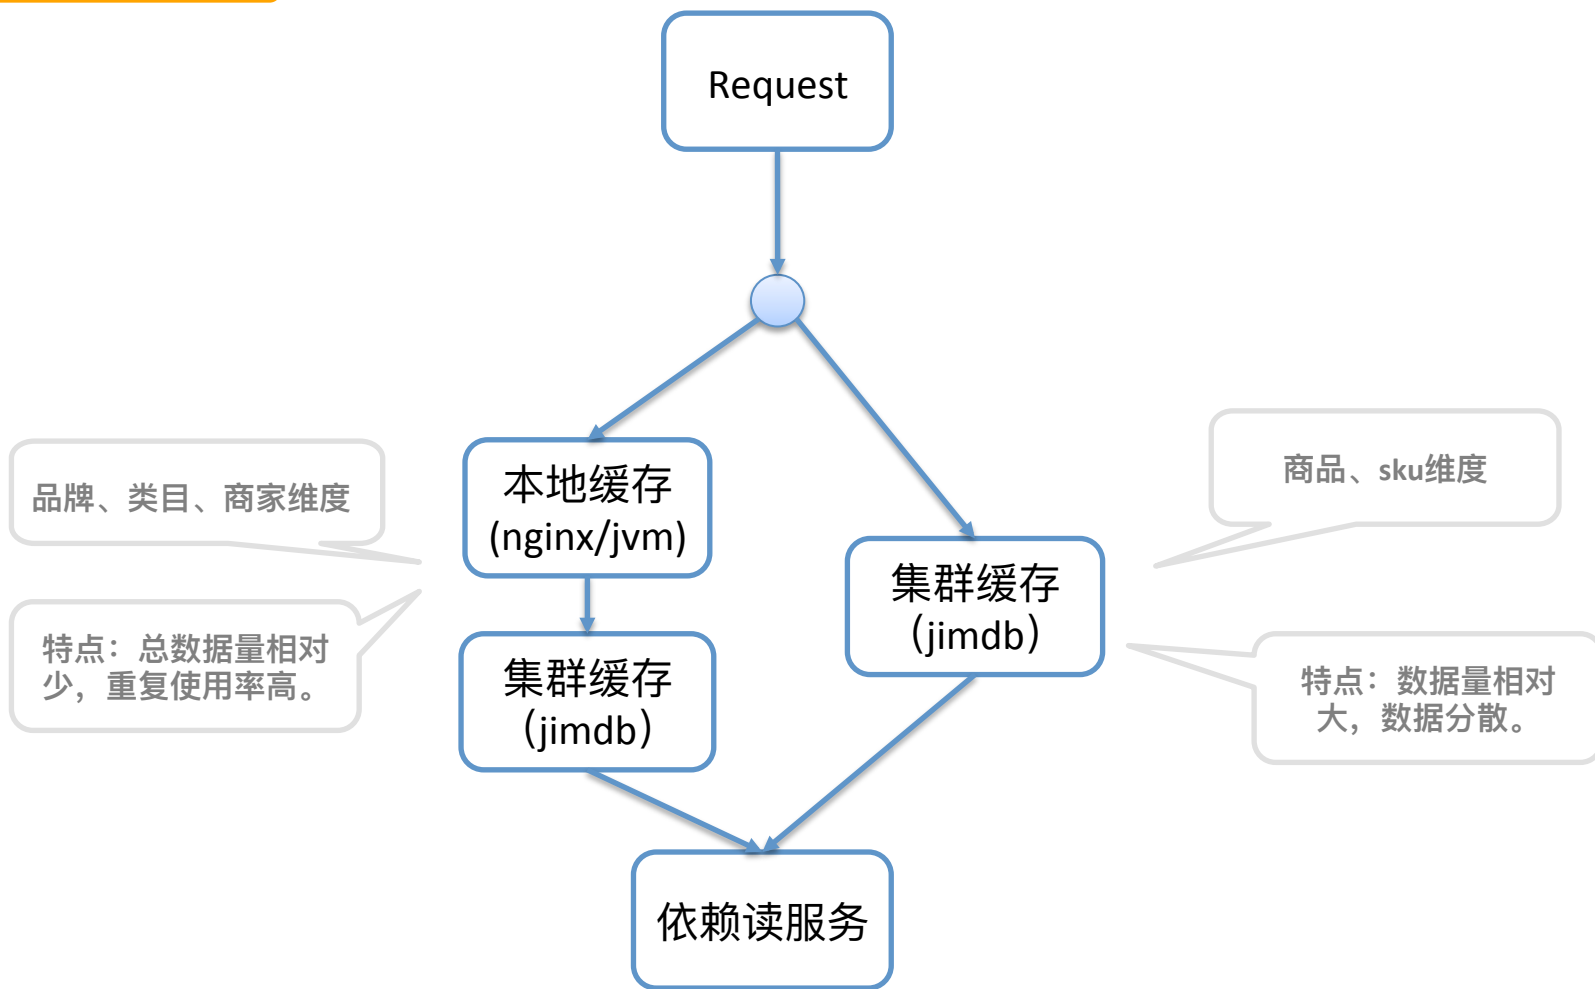 Request
本地缓存
(nginx/jvm)
集群缓存
（jimdb）
品牌、类目、商家维度
特点：总数据量相对
少，重复使用率高。
集群缓存
（jimdb）
商品、sku维度
特点：数据量相对
大，数据分散。
依赖读服务